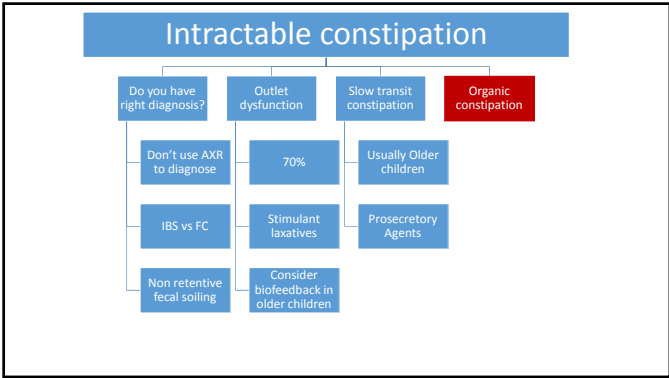 Intractable constipation
Do you have
right diagnosis?
Outlet
dysfunction
Slow transit
constipation
Organic
constipation
Don't use AXR
to diagnose
70%
Usually Older
children
IBS vs FC
Stimulant
laxatives
Prosecretory
Agents
Non retentive
fecal soiling
Consider
biofeedback in
older children